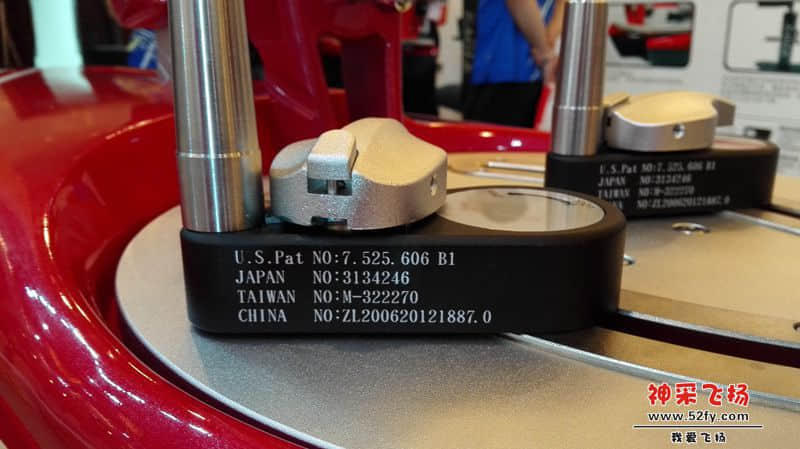 U.S.Pat NO:7.525.606 B1
JAPAN NO:3134246
TAIWAN NO:M-322270
CHINA NO:ZL200620121887.0
U.S.Pat NO:7.525.606 B1
JAPAN NO:3134246
TAIWAN NO:M-322270
CHINA NO:ZL200620121887.0
神采飞扬
www.52fy.com
我爱飞扬